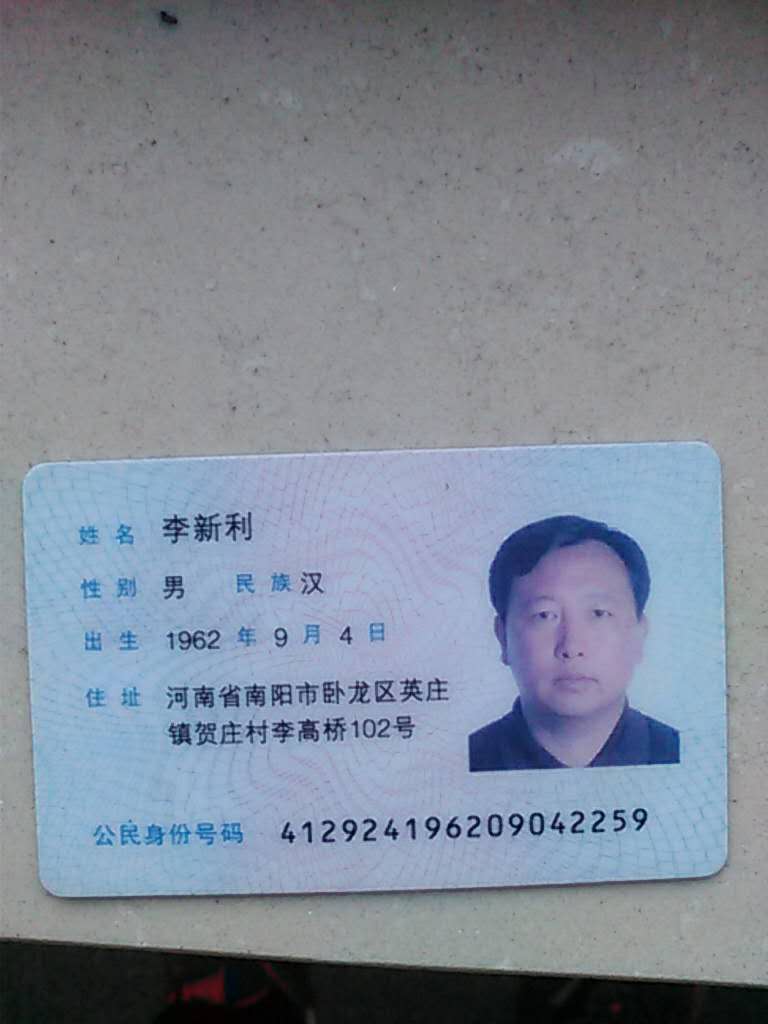 姓名 李新利
性别 男 民族 汉
出生 1962 年 9 月 4 日
住址 河南省南阳市卧龙区英庄
镇贺庄村李高桥102号
公民身份号码 412924196209042259